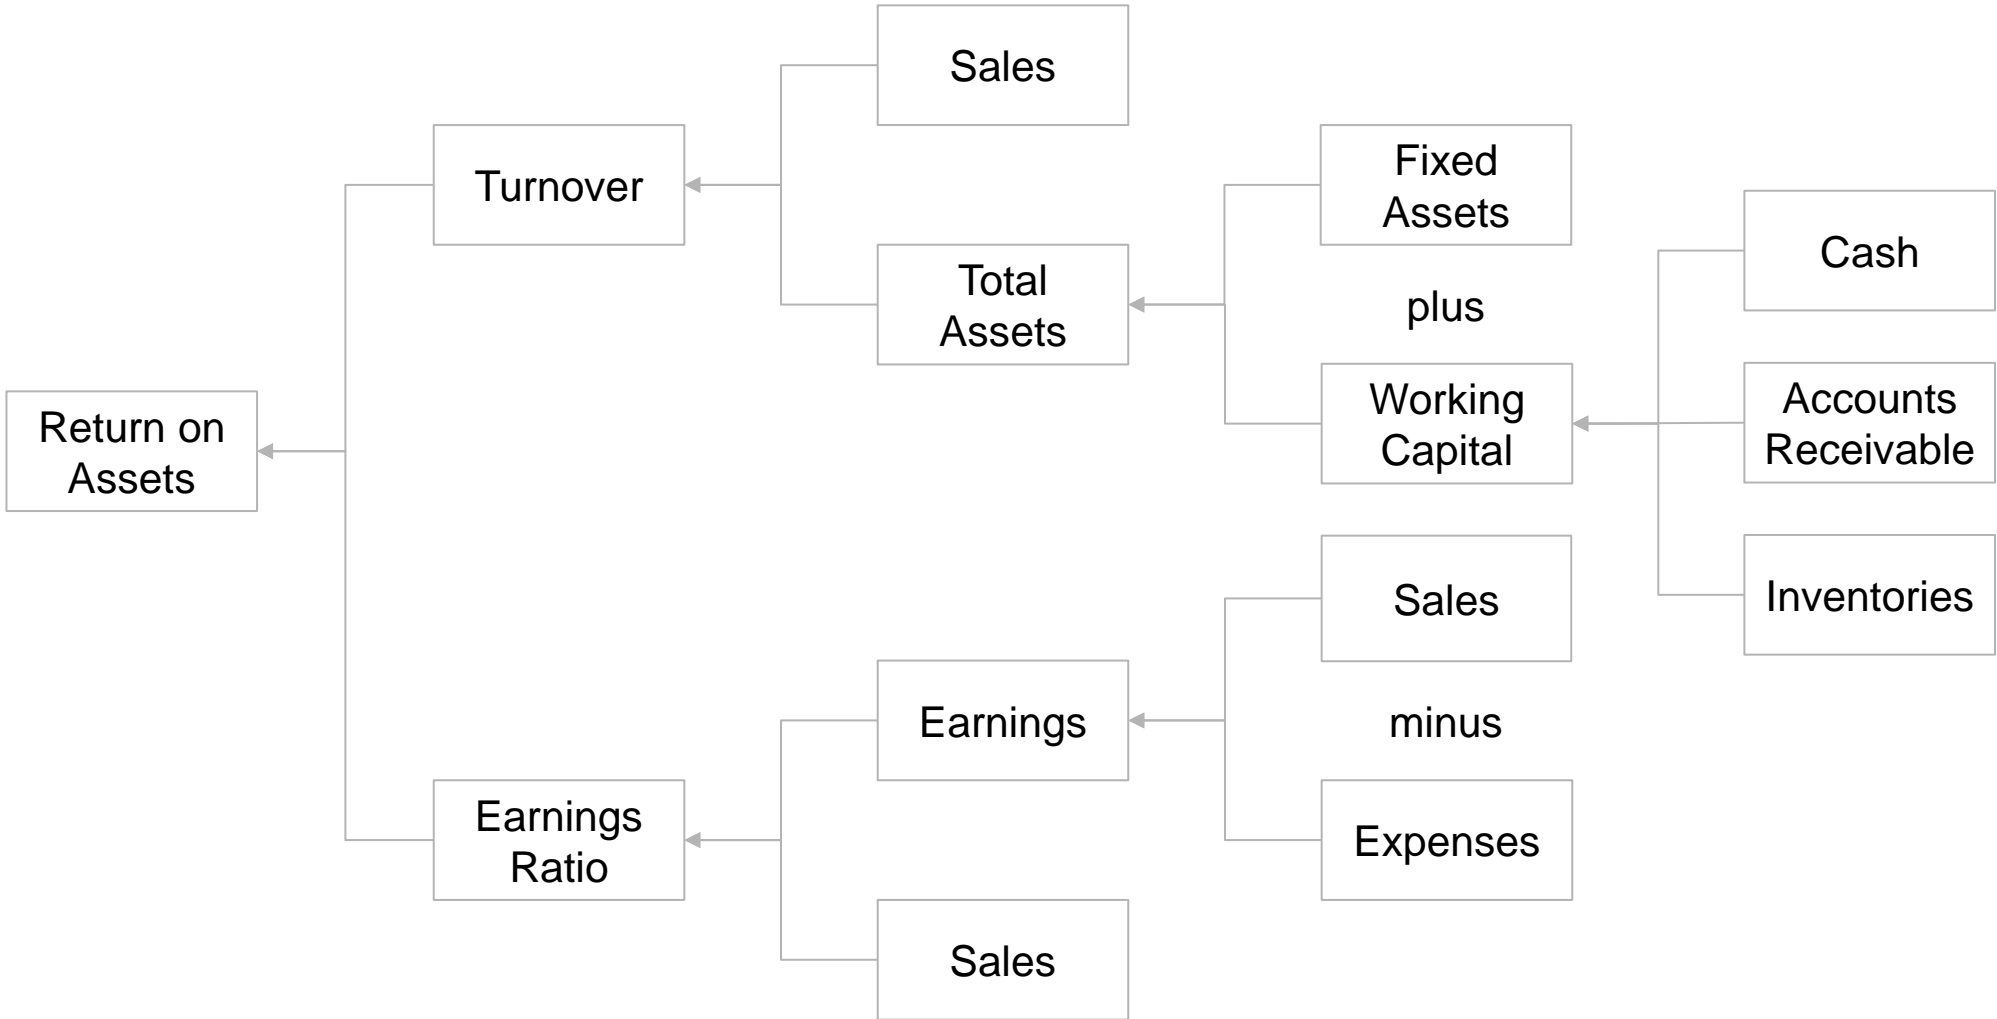 Sales
Turnover
Fixed
Assets
Cash
Total
Assets
plus
Return on
Assets
Working
Capital
Accounts
Receivable
Sales
Inventories
Earnings
minus
Earnings
Ratio
Expenses
Sales